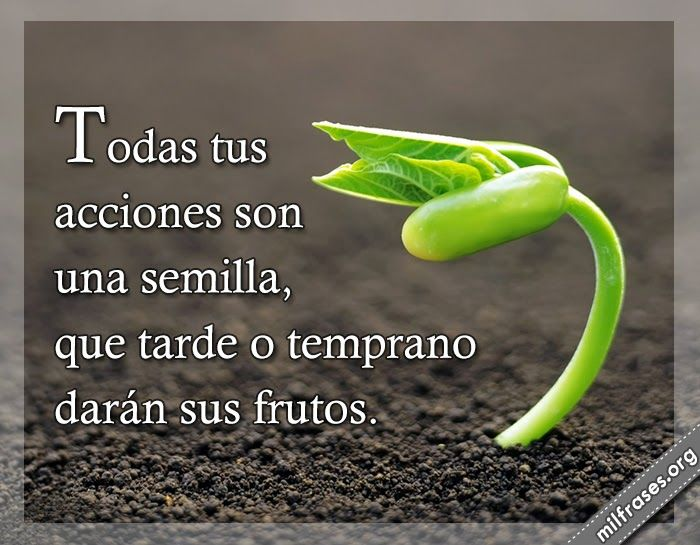 Todas tus
acciones son
una semilla,
que tarde o temprano
darán sus frutos.
milfrases.org